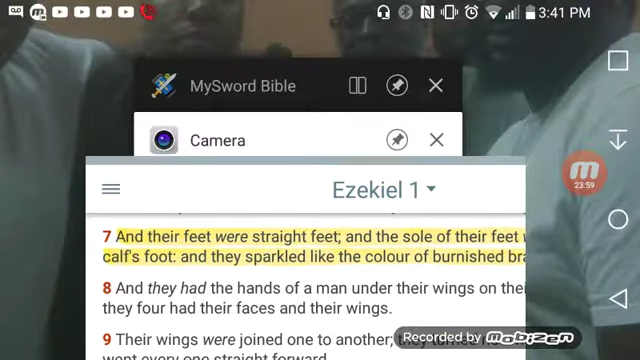 3:41 PM
MySword Bible
Camera
Ezekiel 1
23:59
7 And their feet were straight feet; and the sole of their feet
calf's foot: and they sparkled like the colour of burnished
8 And they had the hands of a man under their wings on
they four had their faces and their wings.
9 Their wings were joined one to another; they
went every one straight forward.
Recorded by Mobizen